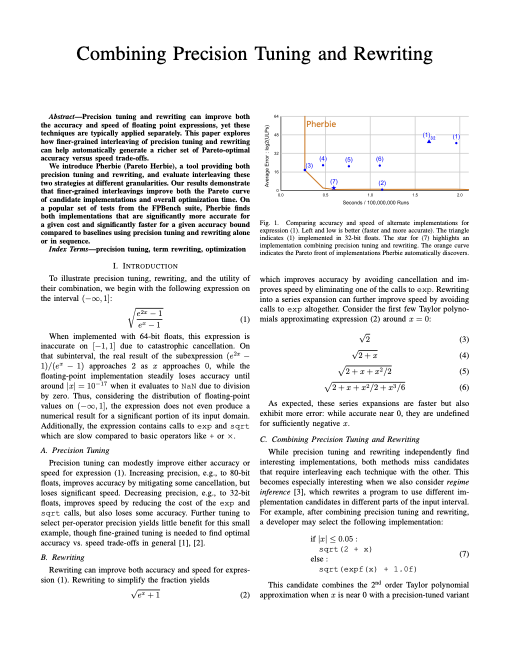 Combining Precision Tuning and Rewriting
Abstract—Precision tuning and rewriting can improve both
the accuracy and speed of floating point expressions, yet these
techniques are typically applied separately. This paper explores
how finer-grained interleaving of precision tuning and rewriting
can help automatically generate a richer set of Pareto-optimal
accuracy versus speed trade-offs.
We introduce Pherbie (Pareto Herbie), a tool providing both
precision tuning and rewriting, and evaluate interleaving these
two strategies at different granularities. Our results demonstrate
that finer-grained interleavings improve both the Pareto curve
of candidate implementations and overall optimization time. On
a popular set of tests from the FPBench suite, Pherbie finds
both implementations that are significantly more accurate for
a given cost and significantly faster for a given accuracy bound
compared to baselines using precision tuning and rewriting alone
or in sequence.
Index Terms—precision tuning, term rewriting, optimization
I. Introduction
To illustrate precision tuning, rewriting, and the utility of
their combination, we begin with the following expression on
the interval (−∞, 1]:
√((e^{2x} − 1)/(e^x − 1)) (1)
When implemented with 64-bit floats, this expression is
inaccurate on [−1, 1] due to catastrophic cancellation. On
that subinterval, the real result of the subexpression (e^{2x} −
1)/(e^x − 1) approaches 2 as x approaches 0, while the
floating-point implementation steadily loses accuracy until
around |x| = 10^{−17} when it evaluates to NaN due to division
by zero. Thus, considering the distribution of floating-point
values on (−∞, 1], the expression does not even produce a
numerical result for a significant portion of its input domain.
Additionally, the expression contains calls to exp and sqrt
which are slow compared to basic operators like + or ×.
A. Precision Tuning
Precision tuning can modestly improve either accuracy or
speed for expression (1). Increasing precision, e.g., to 80-bit
floats, improves accuracy by mitigating some cancellation, but
loses significant speed. Decreasing precision, e.g., to 32-bit
floats, improves speed by reducing the cost of the exp and
sqrt calls, but also loses some accuracy. Further tuning to
select per-operator precision yields little benefit for this small
example, though fine-grained tuning is needed to find optimal
accuracy vs. speed trade-offs in general [1], [2].
B. Rewriting
Rewriting can improve both accuracy and speed for expres-
sion (1). Rewriting to simplify the fraction yields
√(e^x + 1) (2)
Average Error : log2(ULPs)
64
48
32
16
0
Pherbie
(3)
(4)
(5)
(6)
(7)
(2)
(1)32
(1)
0.0
0.5
1.0
1.5
2.0
Seconds / 100,000,000 Runs
Fig. 1. Comparing accuracy and speed of alternate implementations for
expression (1). Left and low is better (faster and more accurate). The triangle
indicates (1) implemented in 32-bit floats. The star for (7) highlights an
implementation combining precision tuning and rewriting. The orange curve
indicates the Pareto front of implementations Pherbie automatically discovers.
which improves accuracy by avoiding cancellation and im-
proves speed by eliminating one of the calls to exp. Rewriting
into a series expansion can further improve speed by avoiding
calls to exp altogether. Consider the first few Taylor polyno-
mials approximating expression (2) around x = 0:
√2 (3)
√(2 + x) (4)
√(2 + x + x²/2) (5)
√(2 + x + x²/2 + x³/6) (6)
As expected, these series expansions are faster but also
exhibit more error: while accurate near 0, they are undefined
for sufficiently negative x.
C. Combining Precision Tuning and Rewriting
While precision tuning and rewriting independently find
interesting implementations, both methods miss candidates
that require interleaving each technique with the other. This
becomes especially interesting when we also consider regime
inference [3], which rewrites a program to use different im-
plementation candidates in different parts of the input interval.
For example, after combining precision tuning and rewriting,
a developer may select the following implementation:
if |x| ≤ 0.05 :
sqrt(2 + x)
else :
sqrt(expf(x) + 1.0f)
(7)
This candidate combines the 2nd order Taylor polynomial
approximation when x is near 0 with a precision-tuned variant